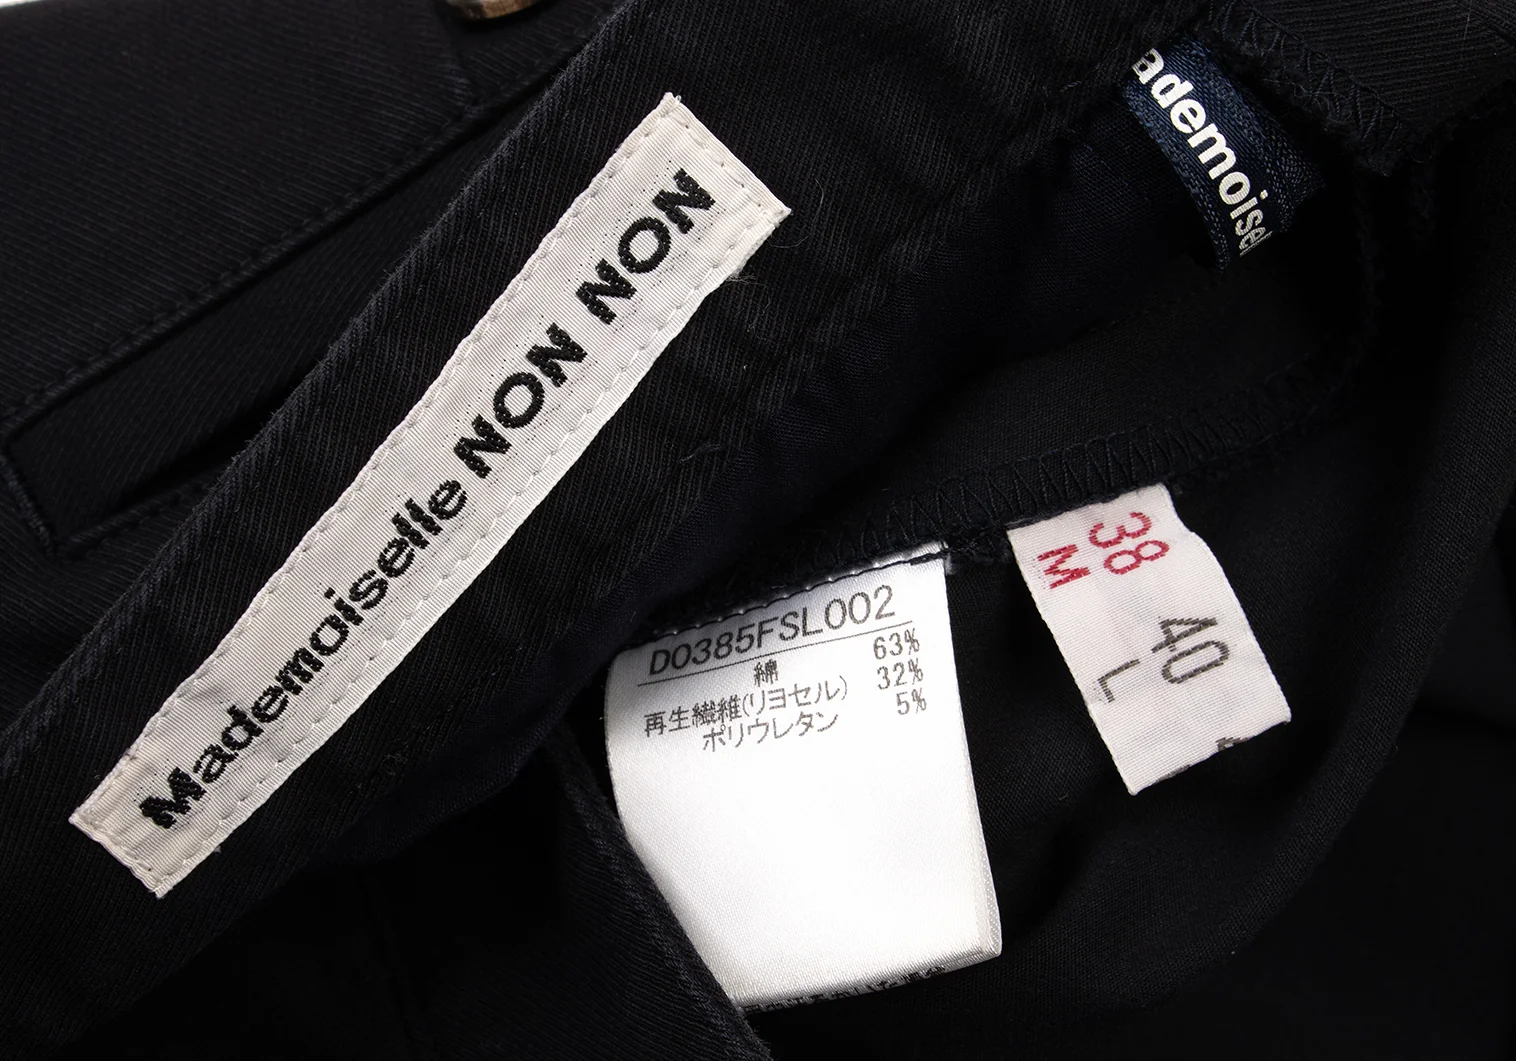 Mademoiselle NON NON
ademoisel
D0385FSL002
綿 63%
再生繊維(リヨセル) 32%
ポリウレタン 5%
38
M
40
L